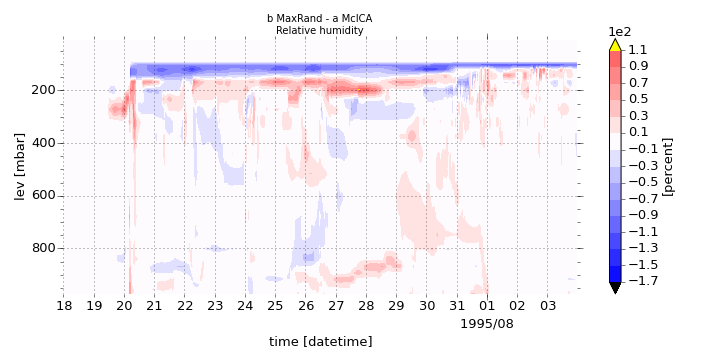 b MaxRand - a McICA
Relative humidity
1e2
1.1
0.9
0.7
0.5
0.3
0.1
−0.1
−0.3
−0.5
−0.7
−0.9
−1.1
−1.3
−1.5
−1.7
[percent]
lev [mbar]
200
400
600
800
18 19 20 21 22 23 24 25 26 27 28 29 30 31 01 02 03
1995/08
time [datetime]